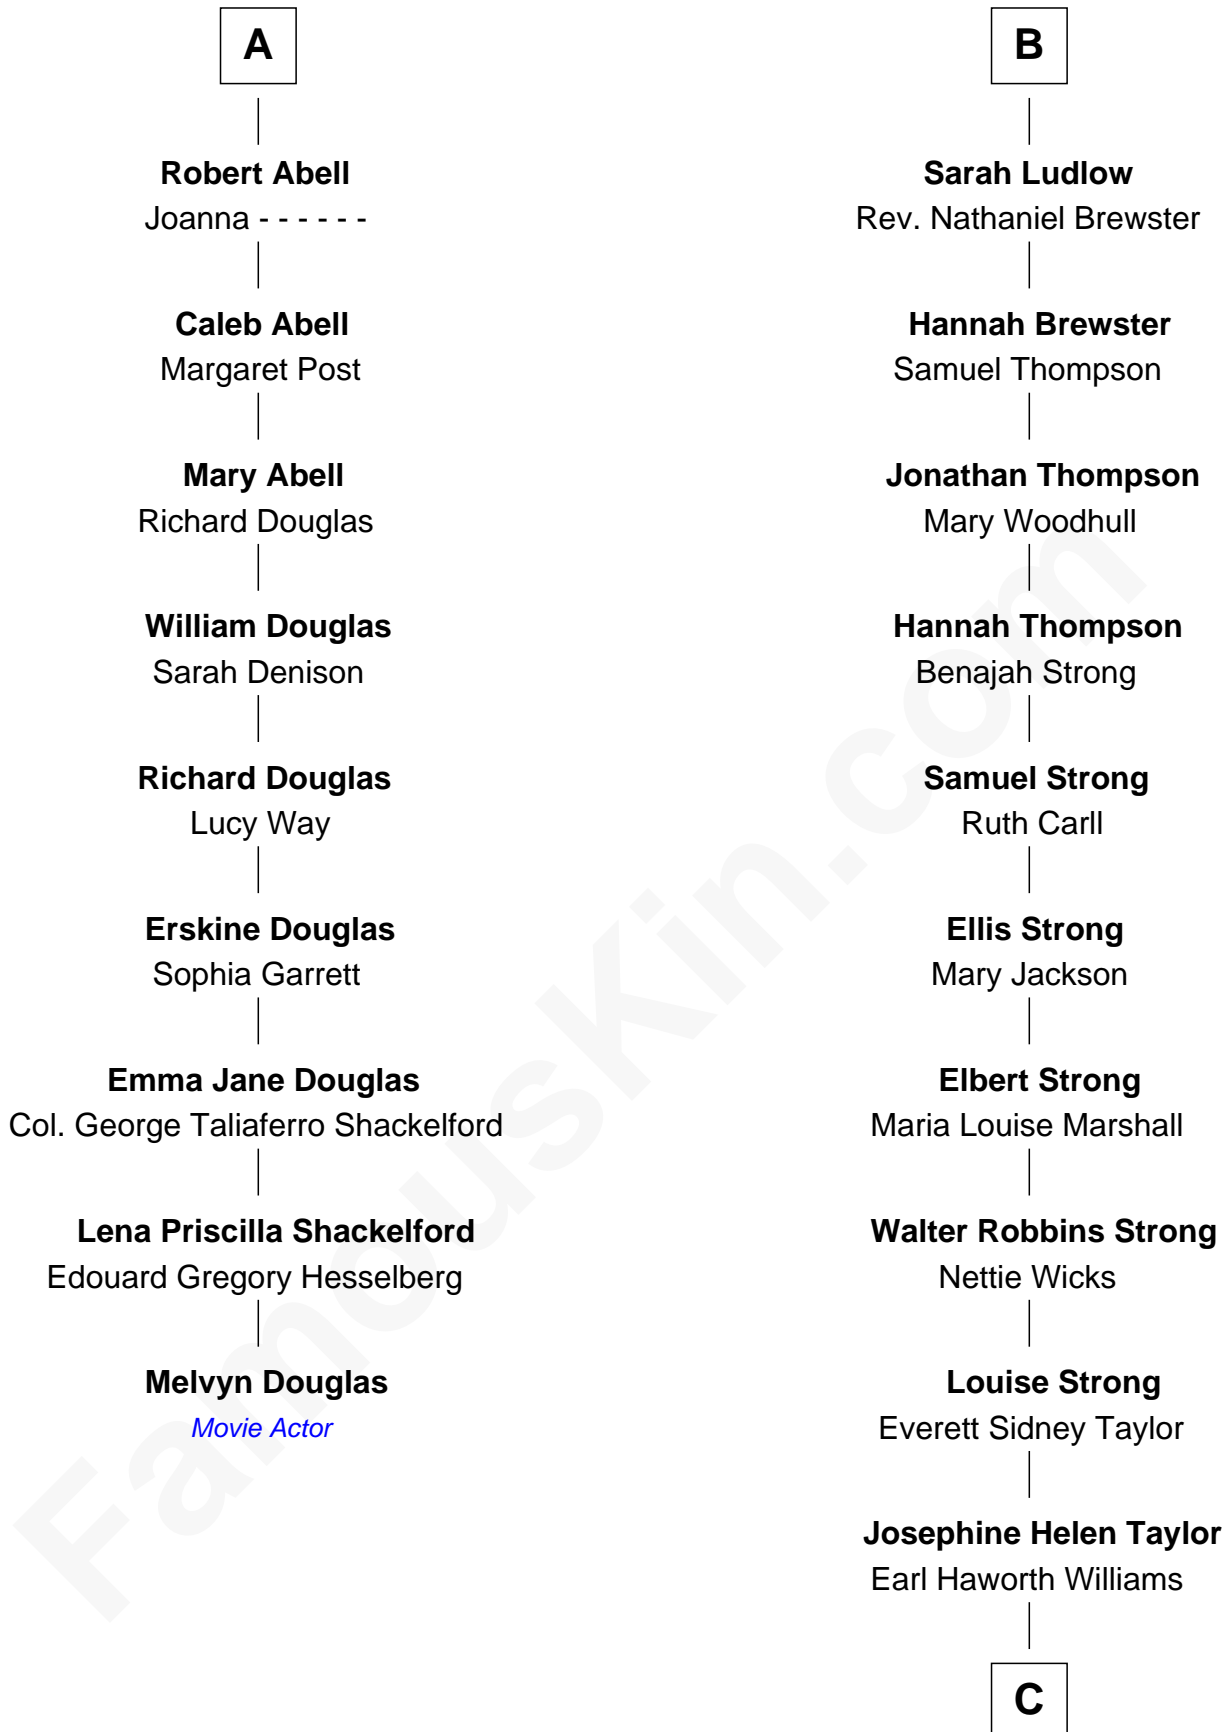 A
Robert Abell
Joanna - - - - - -
Caleb Abell
Margaret Post
Mary Abell
Richard Douglas
William Douglas
Sarah Denison
Richard Douglas
Lucy Way
Erskine Douglas
Sophia Garrett
Emma Jane Douglas
Col. George Taliaferro Shackelford
Lena Priscilla Shackelford
Edouard Gregory Hesselberg
Melvyn Douglas
Movie Actor
B
Sarah Ludlow
Rev. Nathaniel Brewster
Hannah Brewster
Samuel Thompson
Jonathan Thompson
Mary Woodhull
Hannah Thompson
Benajah Strong
Samuel Strong
Ruth Carll
Ellis Strong
Mary Jackson
Elbert Strong
Maria Louise Marshall
Walter Robbins Strong
Nettie Wicks
Louise Strong
Everett Sidney Taylor
Josephine Helen Taylor
Earl Haworth Williams
C
FamousKin.com